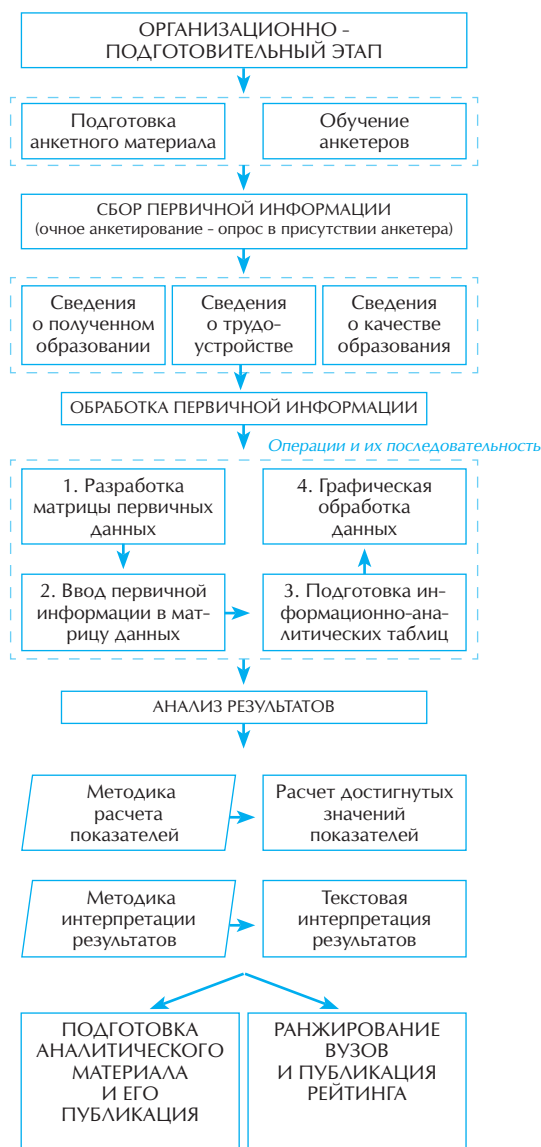 ОРГАНИЗАЦИОННО -
ПОДГОТОВИТЕЛЬНЫЙ ЭТАП
Подготовка
анкетного материала
Обучение
анкетеров
СБОР ПЕРВИЧНОЙ ИНФОРМАЦИИ
(очное анкетирование - опрос в присутствии анкетера)
Сведения
о полученном
образовании
Сведения
о трудо-
устройстве
Сведения
о качестве
образования
ОБРАБОТКА ПЕРВИЧНОЙ ИНФОРМАЦИИ
Операции и их последовательность
1. Разработка
матрицы первичных
данных
2. Ввод первичной
информации в мат-
рицу данных
3. Подготовка ин-
формационно-ана-
литических таблиц
4. Графическая
обработка
данных
АНАЛИЗ РЕЗУЛЬТАТОВ
Методика
расчета
показателей
Расчет достигнутых
значений
показателей
Методика
интерпретации
результатов
Текстовая
интерпретация
результатов
ПОДГОТОВКА
АНАЛИТИЧЕСКОГО
МАТЕРИАЛА
И ЕГО
ПУБЛИКАЦИЯ
РАНЖИРОВАНИЕ
ВУЗОВ
И ПУБЛИКАЦИЯ
РЕЙТИНГА